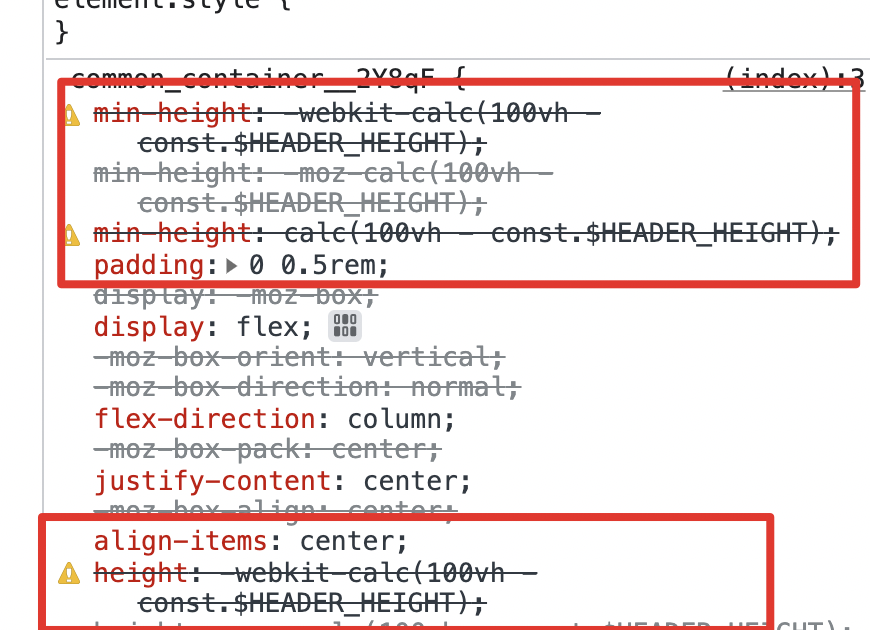 element.style {
}
common_container__2Y8qF {
(index):3
min-height: -webkit-calc(100vh -
const.$HEADER_HEIGHT);
min-height: -moz-calc(100vh -
const.$HEADER_HEIGHT);
min-height: calc(100vh - const.$HEADER_HEIGHT);
padding: 0 0.5rem;
display: -moz-box;
display: flex;
-moz-box-orient: vertical;
-moz-box-direction: normal;
flex-direction: column;
-moz-box-pack: center;
justify-content: center;
-moz-box-align: center;
align-items: center;
height: -webkit-calc(100vh -
const.$HEADER_HEIGHT);